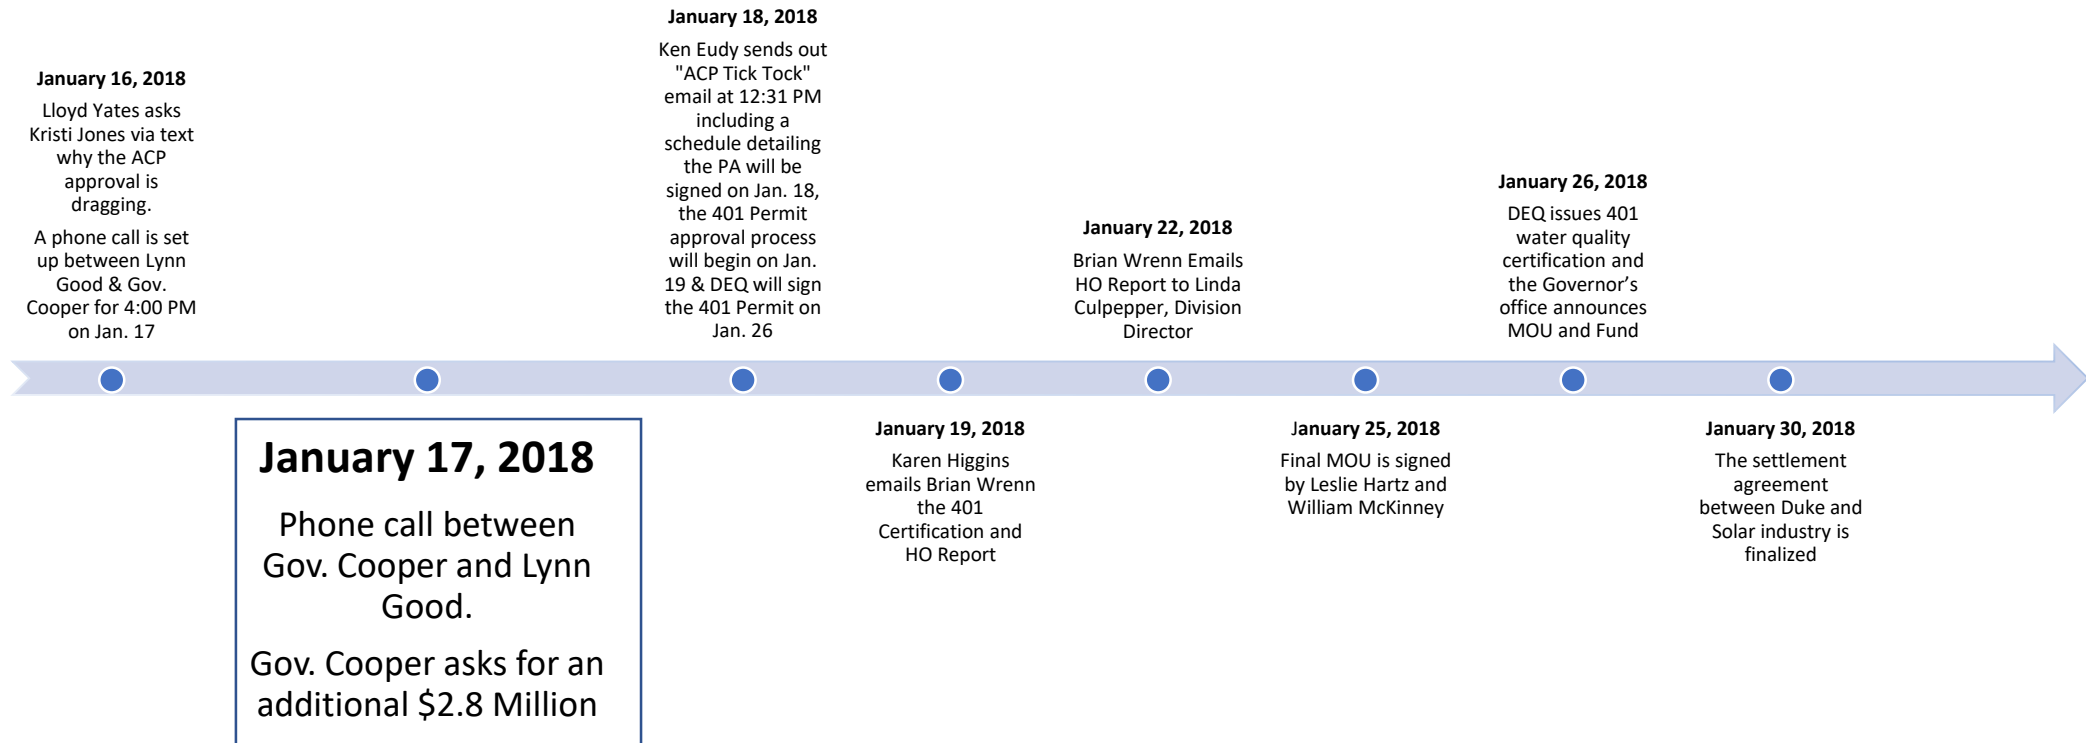 January 16, 2018
Lloyd Yates asks
Kristi Jones via text
why the ACP
approval is
dragging.
A phone call is set
up between Lynn
Good & Gov.
Cooper for 4:00 PM
on Jan. 17
January 17, 2018
Phone call between
Gov. Cooper and Lynn
Good.
Gov. Cooper asks for an
additional $2.8 Million
January 18, 2018
Ken Eudy sends out
"ACP Tick Tock"
email at 12:31 PM
including a
schedule detailing
the PA will be
signed on Jan. 18,
the 401 Permit
approval process
will begin on Jan.
19 & DEQ will sign
the 401 Permit on
Jan. 26
January 19, 2018
Karen Higgins
emails Brian Wrenn
the 401
Certification and
HO Report
January 22, 2018
Brian Wrenn Emails
HO Report to Linda
Culpepper, Division
Director
January 25, 2018
Final MOU is signed
by Leslie Hartz and
William McKinney
January 26, 2018
DEQ issues 401
water quality
certification and
the Governor’s
office announces
MOU and Fund
January 30, 2018
The settlement
agreement
between Duke and
Solar industry is
finalized